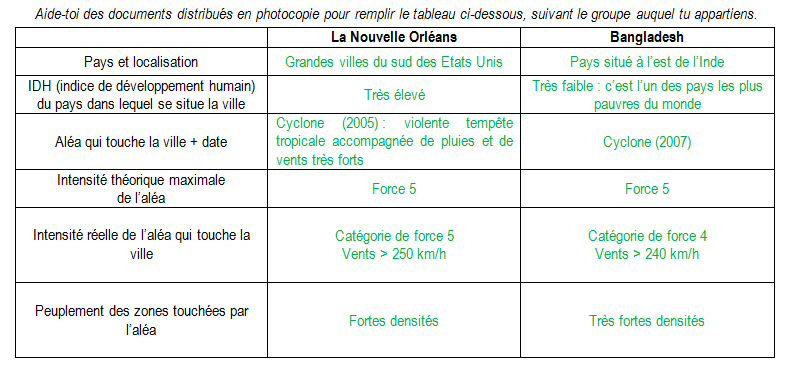 Aide-toi des documents distribués en photocopie pour remplir le tableau ci-dessous, suivant le groupe auquel tu appartiens.
La Nouvelle Orléans
Bangladesh
Pays et localisation
Grandes villes du sud des Etats Unis
Pays situé à l'est de l'Inde
IDH (indice de développement humain)
du pays dans lequel se situe la ville
Très élevé
Très faible : c'est l'un des pays les plus
pauvres du monde
Aléa qui touche la ville + date
Cyclone (2005) : violente tempête
tropicale accompagnée de pluies et de
vents très forts
Cyclone (2007)
Intensité théorique maximale
de l'aléa
Force 5
Force 5
Intensité réelle de l'aléa qui touche la
ville
Catégorie de force 5
Vents > 250 km/h
Catégorie de force 4
Vents > 240 km/h
Peuplement des zones touchées par
l'aléa
Fortes densités
Très fortes densités